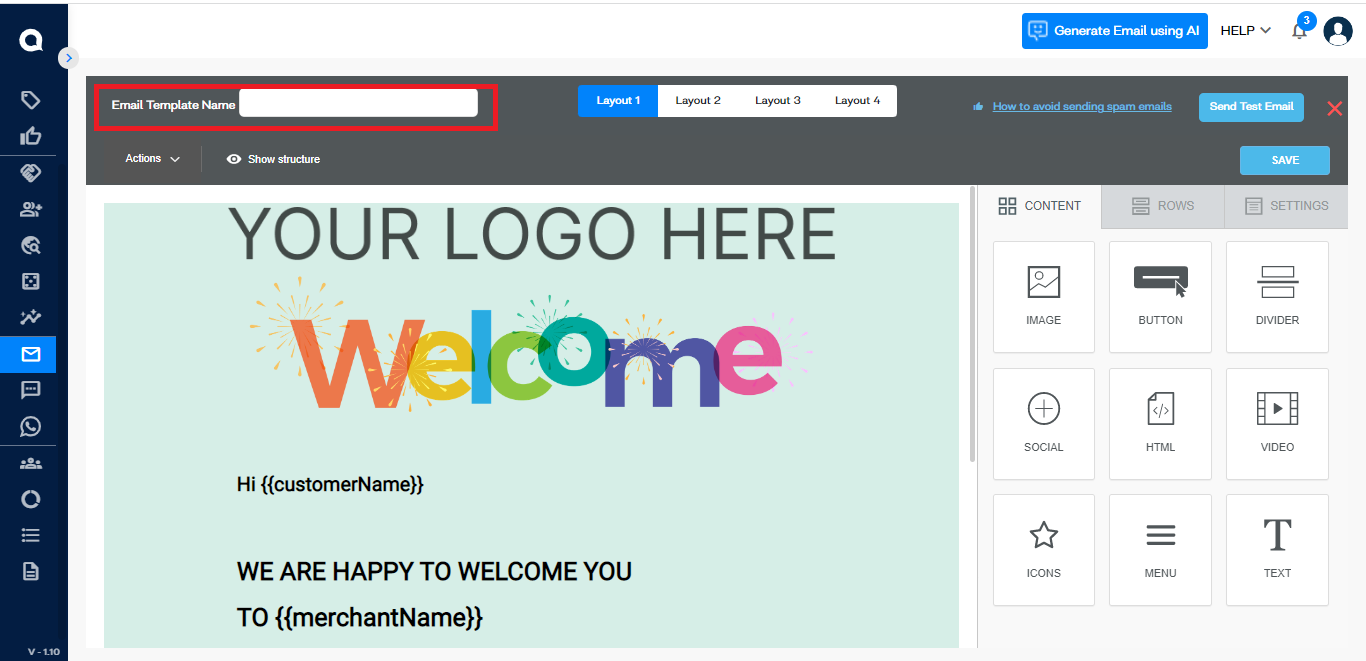 Generate Email using AI
HELP
3
Email Template Name
Layout 1
Layout 2
Layout 3
Layout 4
How to avoid sending spam emails
Send Test Email
Actions
Show structure
SAVE
YOUR LOGO HERE
Welcome
Hi {{customerName}}
WE ARE HAPPY TO WELCOME YOU
TO {{merchantName}}
CONTENT
ROWS
SETTINGS
IMAGE
BUTTON
DIVIDER
SOCIAL
HTML
VIDEO
ICONS
MENU
T
TEXT
V - 1.10